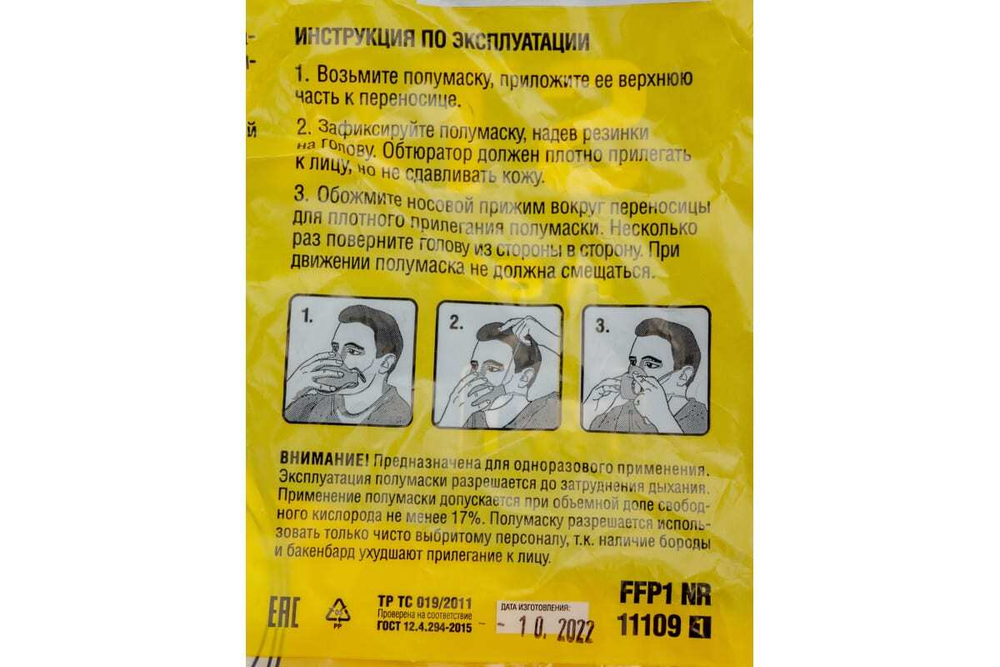 ИНСТРУКЦИЯ ПО ЭКСПЛУАТАЦИИ
1. Возьмите полумаску, приложите ее верхнюю
часть к переносице.
2. Зафиксируйте полумаску, надев резинки
на голову. Обтюратор должен плотно прилегать
к лицу, но не сдавливать кожу.
3. Обожмите носовой прижим вокруг переносицы
для плотного прилегания полумаски. Несколько
раз поверните голову из стороны в сторону. При
движении полумаска не должна смещаться.
1.
2.
3.
ВНИМАНИЕ! Предназначена для одноразового применения.
Эксплуатация полумаски разрешается до затруднения дыхания.
Применение полумаски допускается при объемной доле свобод-
ного кислорода не менее 17%. Полумаску разрешается исполь-
зовать только чисто выбритому персоналу, т.к. наличие бороды
и бакенбард ухудшают прилегание к лицу.
EAC
PP
ТР ТС 019/2011
Проверена на соответствие
ГОСТ 12.4.294-2015
ДАТА ИЗГОТОВЛЕНИЯ:
10. 2022
FFP1 NR
11109 1